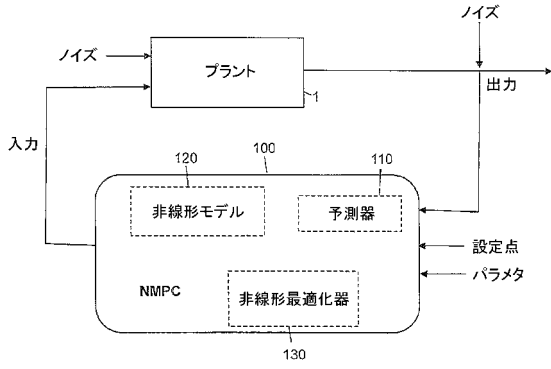 ノイズ
ノイズ
プラント
1
出力
入力
100
120
110
非線形モデル
予測器
設定点
パラメタ
NMPC
非線形最適化器
130